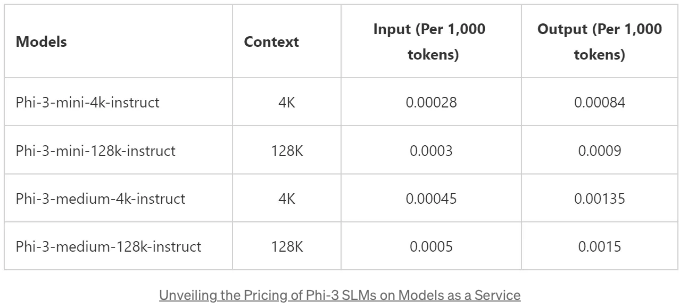 Models Context Input (Per 1,000 tokens) Output (Per 1,000 tokens)
Phi-3-mini-4k-instruct 4K 0.00028 0.00084
Phi-3-mini-128k-instruct 128K 0.0003 0.0009
Phi-3-medium-4k-instruct 4K 0.00045 0.00135
Phi-3-medium-128k-instruct 128K 0.0005 0.0015
Unveiling the Pricing of Phi-3 SLMs on Models as a Service